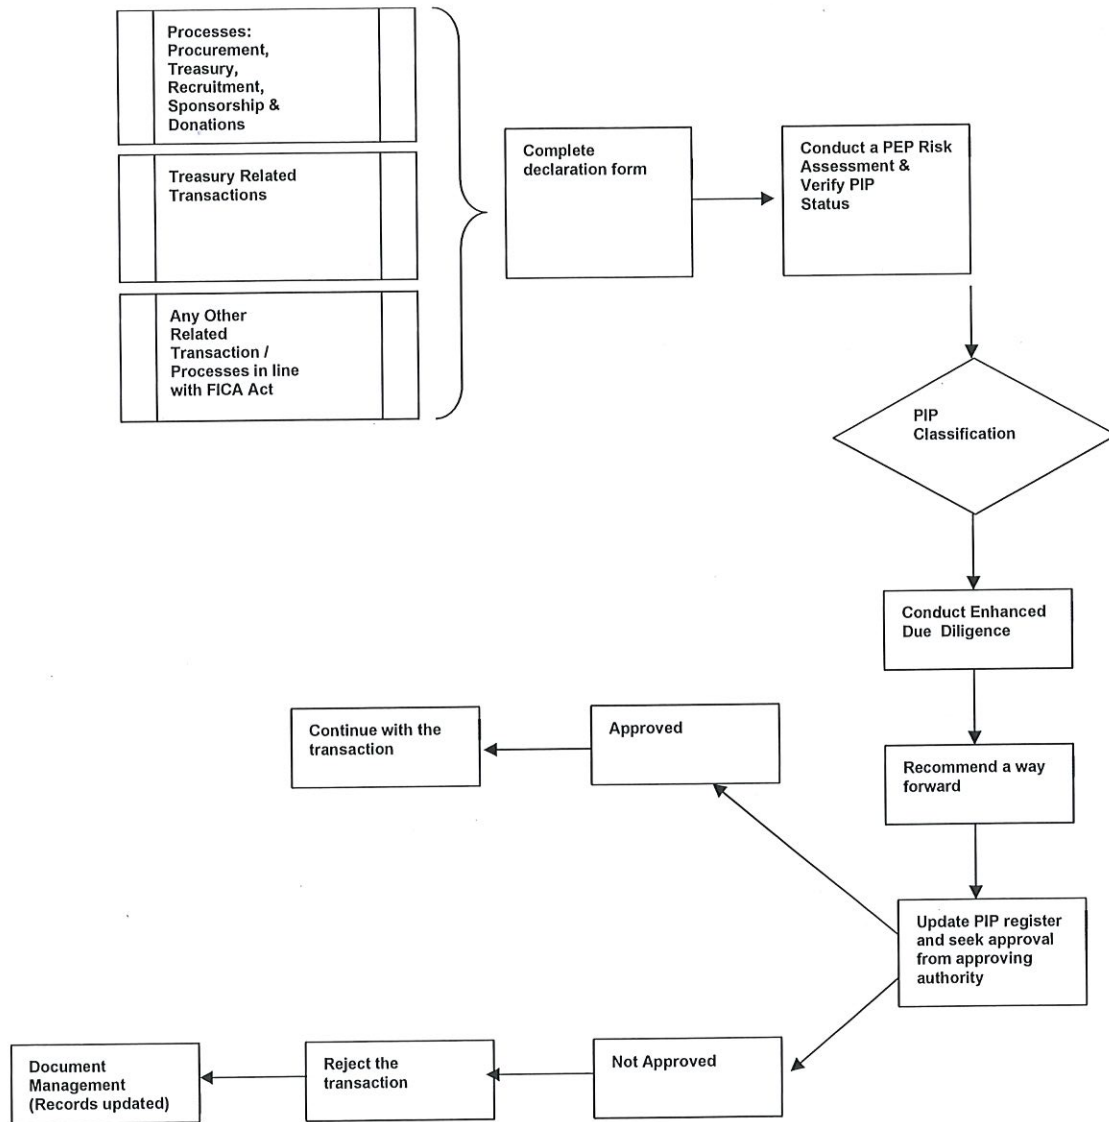 Processes:
Procurement,
Treasury,
Recruitment,
Sponsorship &
Donations
Treasury Related
Transactions
Any Other
Related
Transaction /
Processes in line
with FICA Act
Complete
declaration form
Conduct a PEP Risk
Assessment &
Verify PIP
Status
PIP
Classification
Conduct Enhanced
Due Diligence
Recommend a way
forward
Update PIP register
and seek approval
from approving
authority
Approved
Continue with the
transaction
Not Approved
Reject the
transaction
Document
Management
(Records updated)